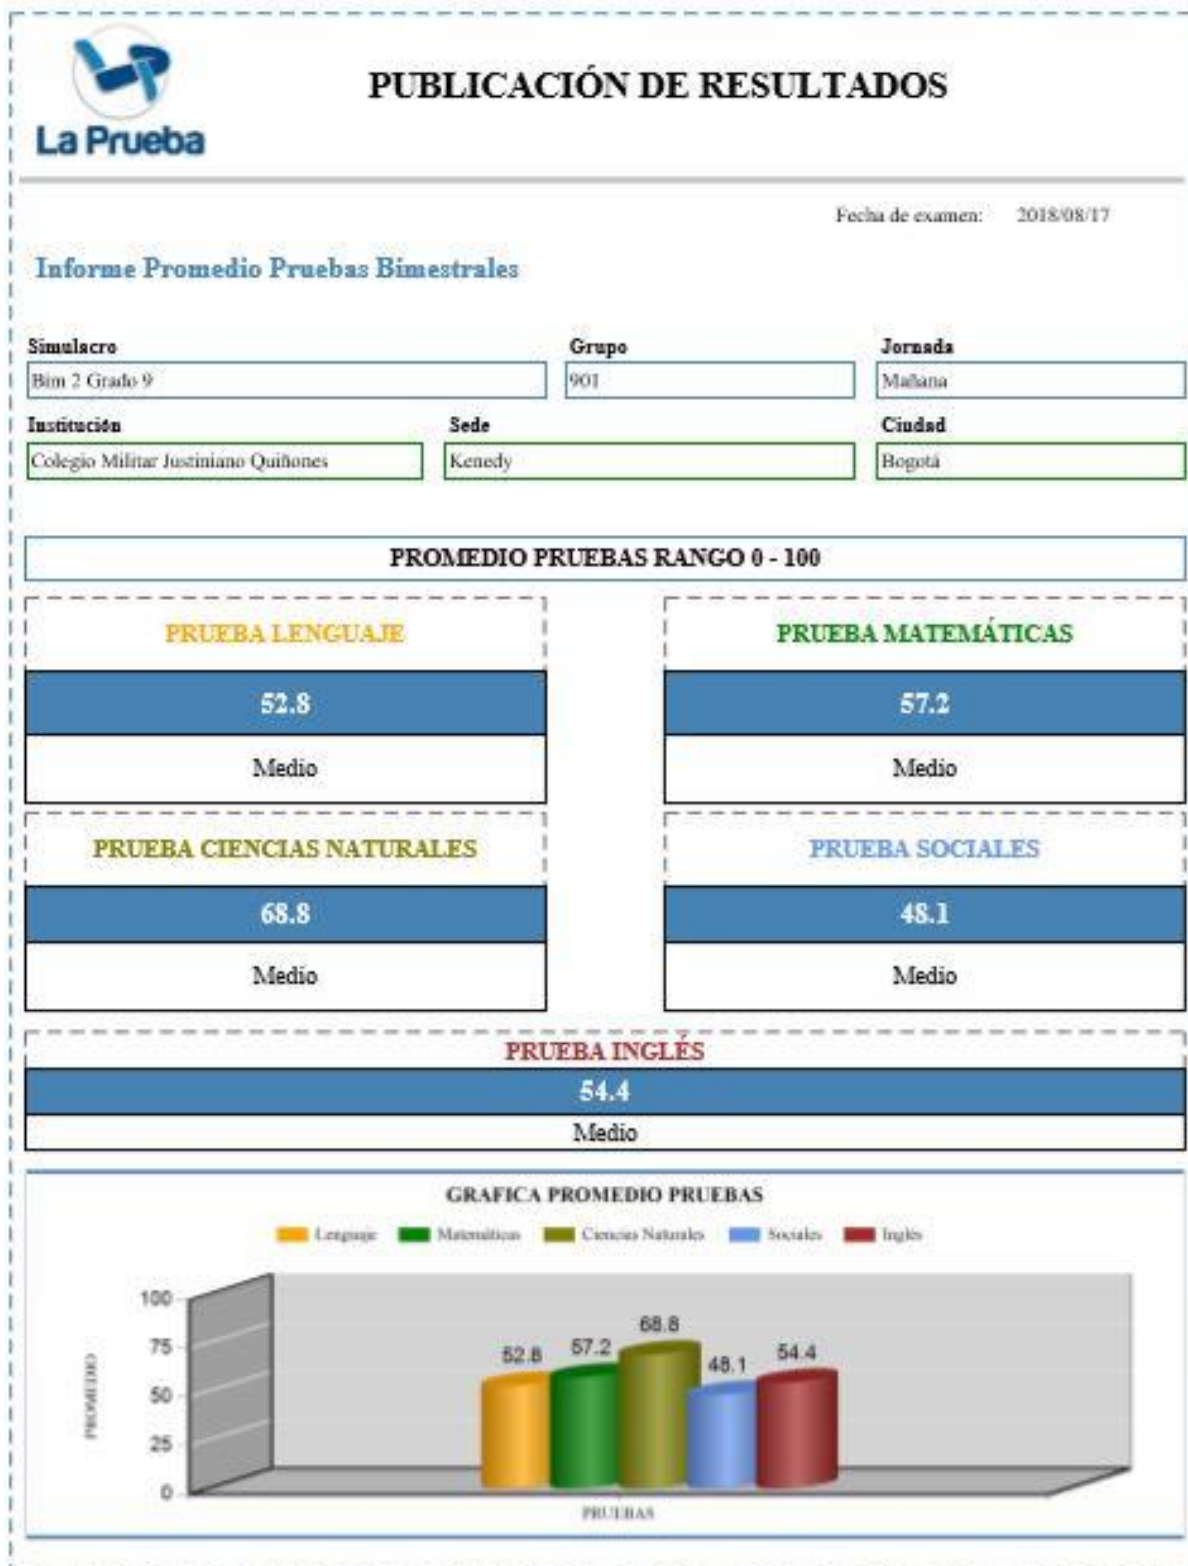 PUBLICACIÓN DE RESULTADOS
La Prueba
Fecha de examen: 2018/08/17
Informe Promedio Pruebas Bimestrales
Simulacro Grupo Jornada
Bim 2 Grado 9 901 Mañana
Institución Sede Ciudad
Colegio Militar Justiniano Quiñones Kenedy Bogotá
PROMEDIO PRUEBAS RANGO 0 - 100
PRUEBA LENGUAJE PRUEBA MATEMÁTICAS
52.8 57.2
Medio Medio
PRUEBA CIENCIAS NATURALES PRUEBA SOCIALES
68.8 48.1
Medio Medio
PRUEBA INGLÉS
54.4
Medio
GRAFICA PROMEDIO PRUEBAS
Lenguaje Matemáticas Ciencias Naturales Sociales Inglés
100
75
50
25
0
PROMEDIO
52.8 57.2 68.8 48.1 54.4
PRUEBAS